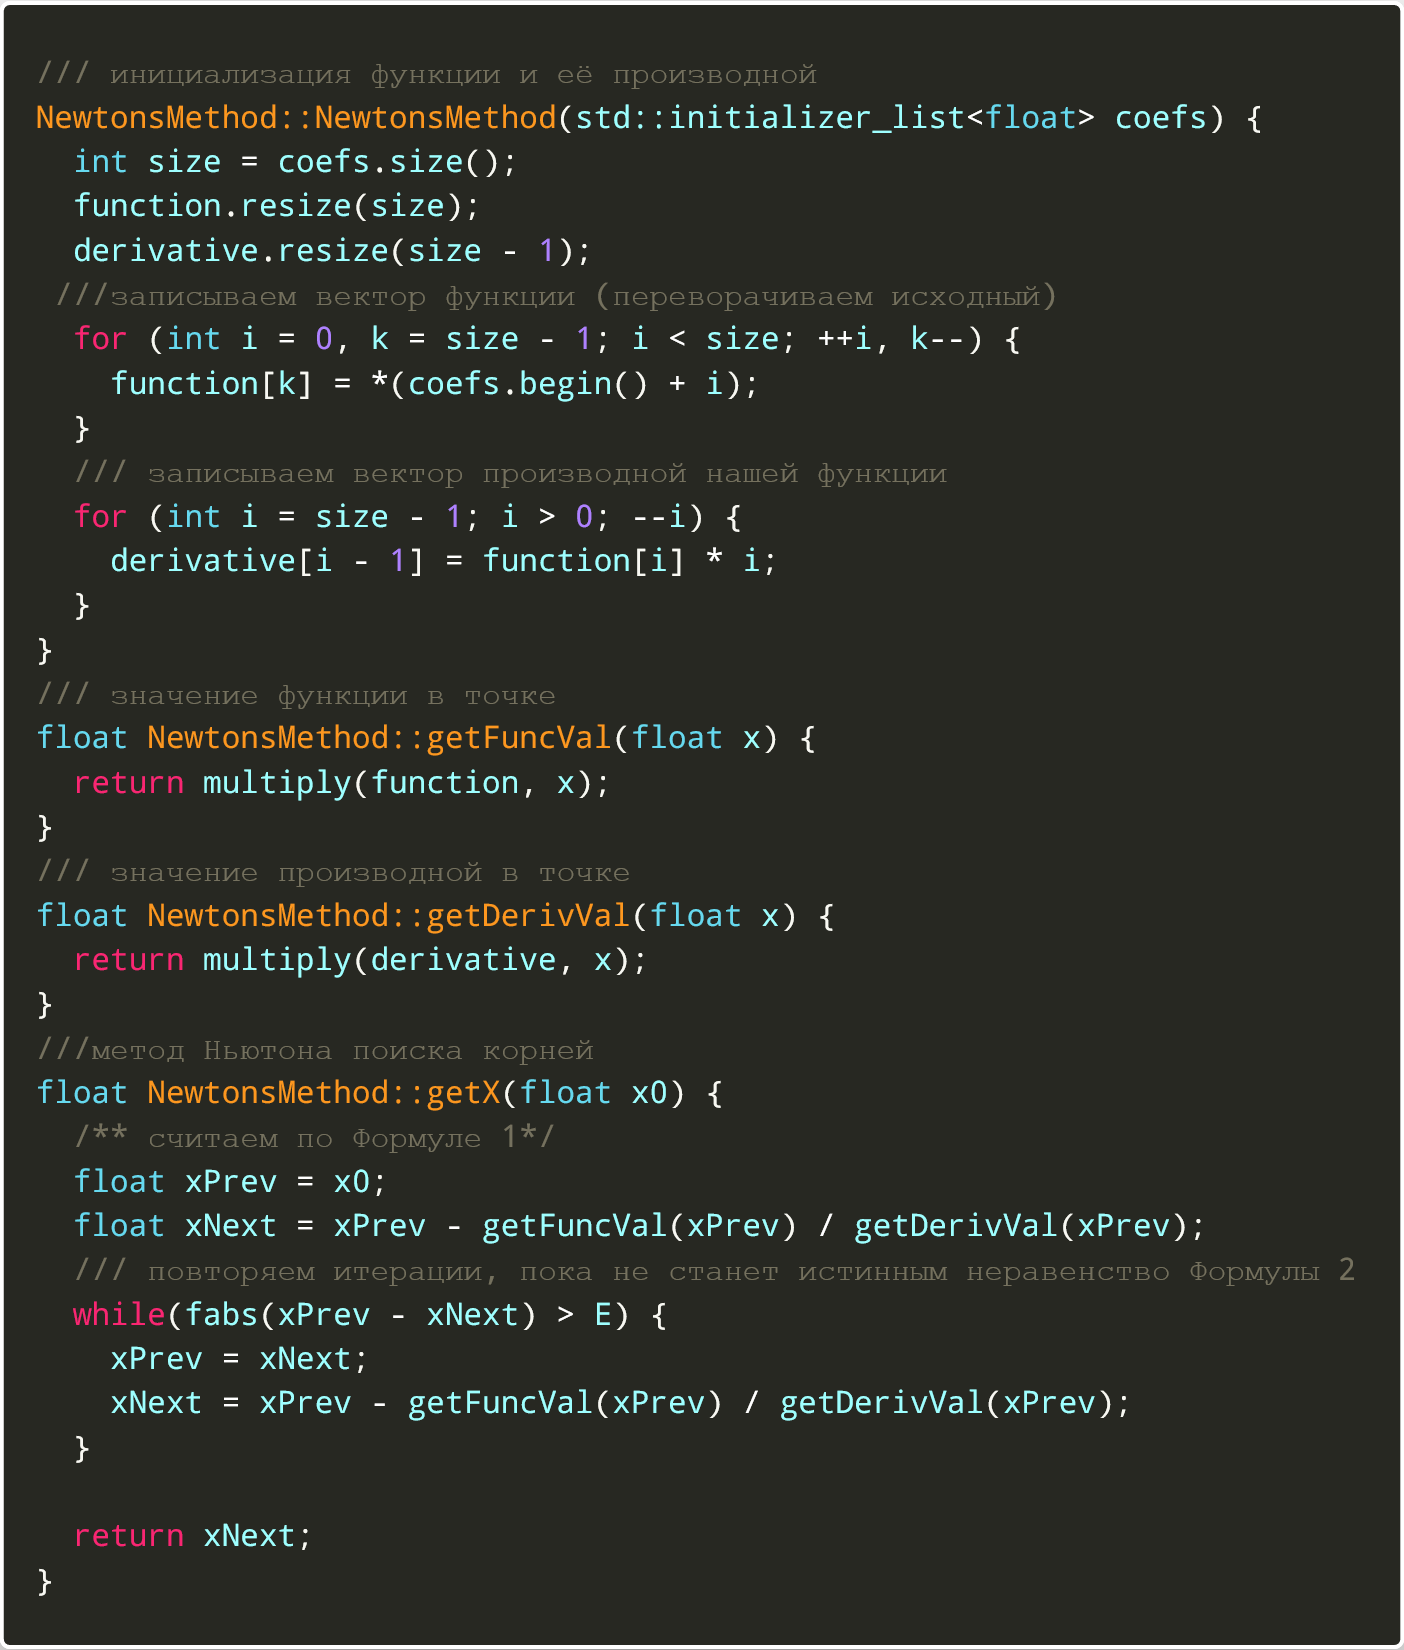 /// инициализация функции и её производной
NewtonsMethod::NewtonsMethod(std::initializer_list<float> coefs) {
  int size = coefs.size();
  function.resize(size);
  derivative.resize(size - 1);
 ///записываем вектор функции (переворачиваем исходный)
  for (int i = 0, k = size - 1; i < size; ++i, k--) {
    function[k] = *(coefs.begin() + i);
  }
  /// записываем вектор производной нашей функции
  for (int i = size - 1; i > 0; --i) {
    derivative[i - 1] = function[i] * i;
  }
}
/// значение функции в точке
float NewtonsMethod::getFuncVal(float x) {
  return multiply(function, x);
}
/// значение производной в точке
float NewtonsMethod::getDerivVal(float x) {
  return multiply(derivative, x);
}
///метод Ньютона поиска корней
float NewtonsMethod::getX(float x0) {
  /** считаем по Формуле 1*/
  float xPrev = x0;
  float xNext = xPrev - getFuncVal(xPrev) / getDerivVal(xPrev);
  /// повторяем итерации, пока не станет истинным неравенство Формулы 2
  while(fabs(xPrev - xNext) > E) {
    xPrev = xNext;
    xNext = xPrev - getFuncVal(xPrev) / getDerivVal(xPrev);
  }
  return xNext;
}